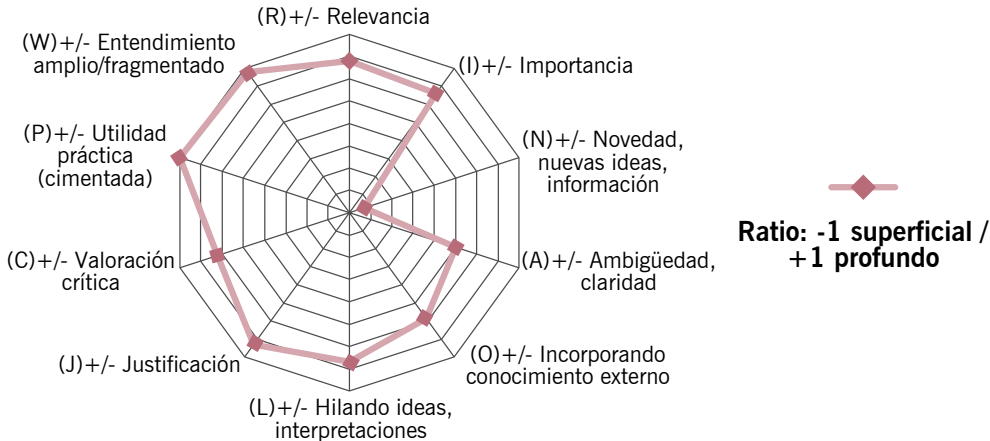 (R)+/- Relevancia
(W)+/- Entendimiento
amplio/fragmentado
(I)+/- Importancia
(P)+/- Utilidad
práctica
(cimentada)
(N)+/- Novedad,
nuevas ideas,
información
Ratio: -1 superficial /
+1 profundo
(C)+/- Valoración
crítica
(A)+/- Ambigüedad,
claridad
(J)+/- Justificación
(O)+/- Incorporando
conocimiento externo
(L)+/- Hilando ideas,
interpretaciones